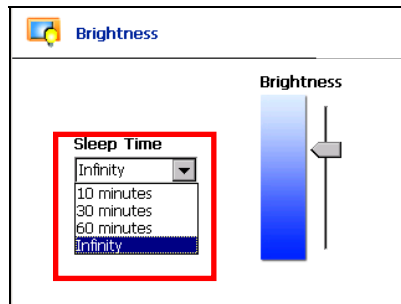 Brightness
Brightness
Sleep Time
Infinity
10 minutes
30 minutes
60 minutes
Infinity